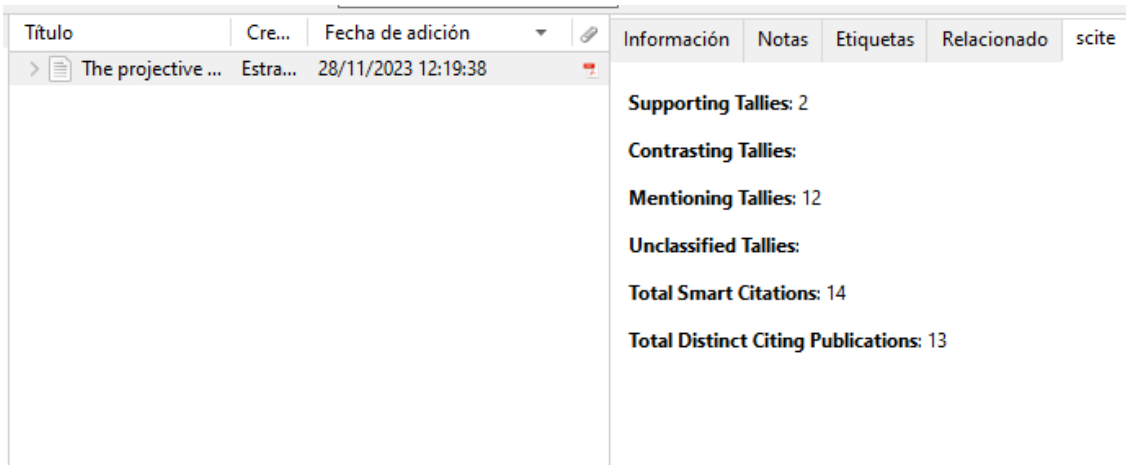 Título Cre... Fecha de adición
The projective ... Estra... 28/11/2023 12:19:38
Información Notas Etiquetas Relacionado scite
Supporting Tallies: 2
Contrasting Tallies:
Mentioning Tallies: 12
Unclassified Tallies:
Total Smart Citations: 14
Total Distinct Citing Publications: 13